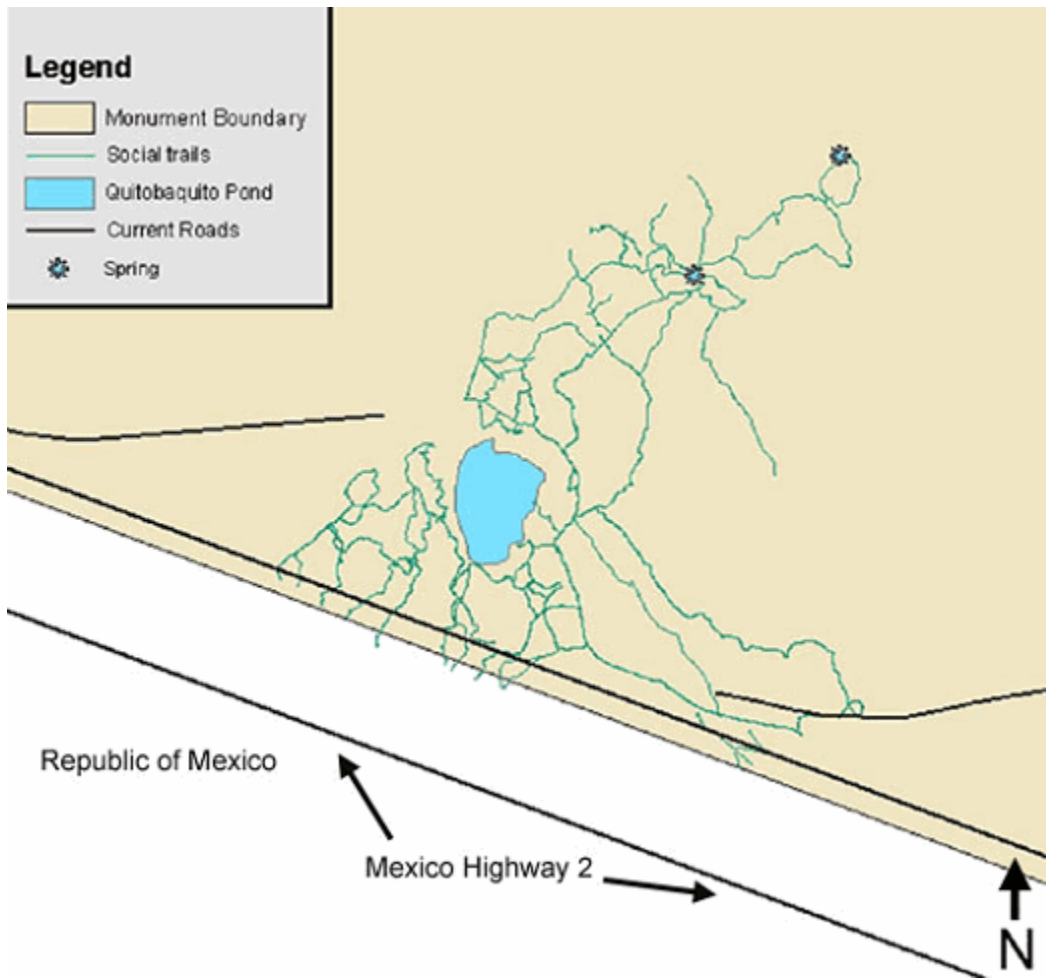 Legend
Monument Boundary
Social trails
Quitobaquito Pond
Current Roads
Spring
Republic of Mexico
Mexico Highway 2
N